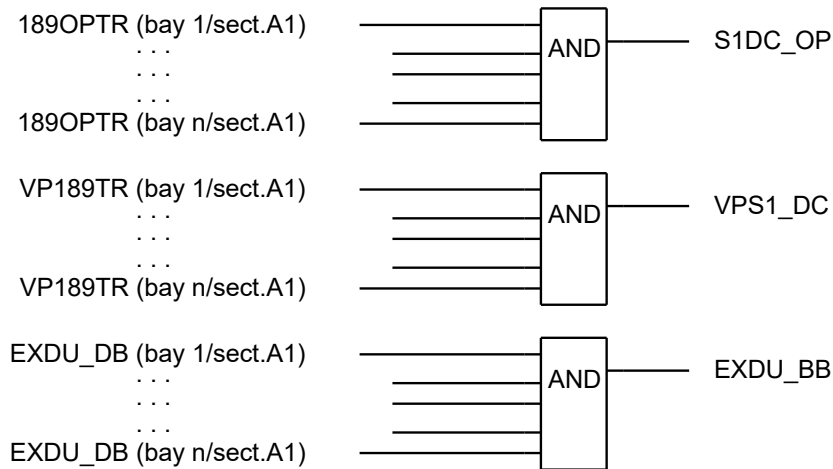 189OPTR (bay 1/sect.A1)
. . .
. . .
. . .
189OPTR (bay n/sect.A1)
AND
S1DC_OP
VP189TR (bay 1/sect.A1)
. . .
. . .
. . .
VP189TR (bay n/sect.A1)
AND
VPS1_DC
EXDU_DB (bay 1/sect.A1)
. . .
. . .
. . .
EXDU_DB (bay n/sect.A1)
AND
EXDU_BB